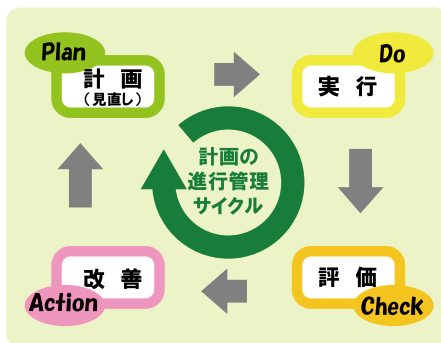 Plan
計画
(見直し)
Do
実行
計画の
進行管理
サイクル
改善
Action
評価
Check